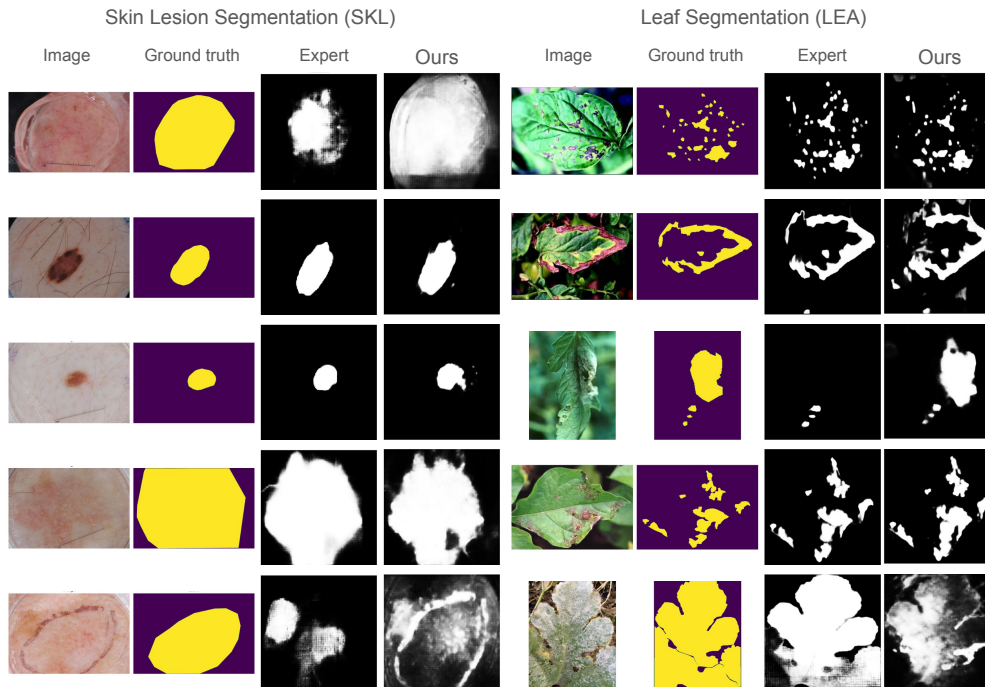 Skin Lesion Segmentation (SKL)
Leaf Segmentation (LEA)
Image
Ground truth
Expert
Ours
Image
Ground truth
Expert
Ours